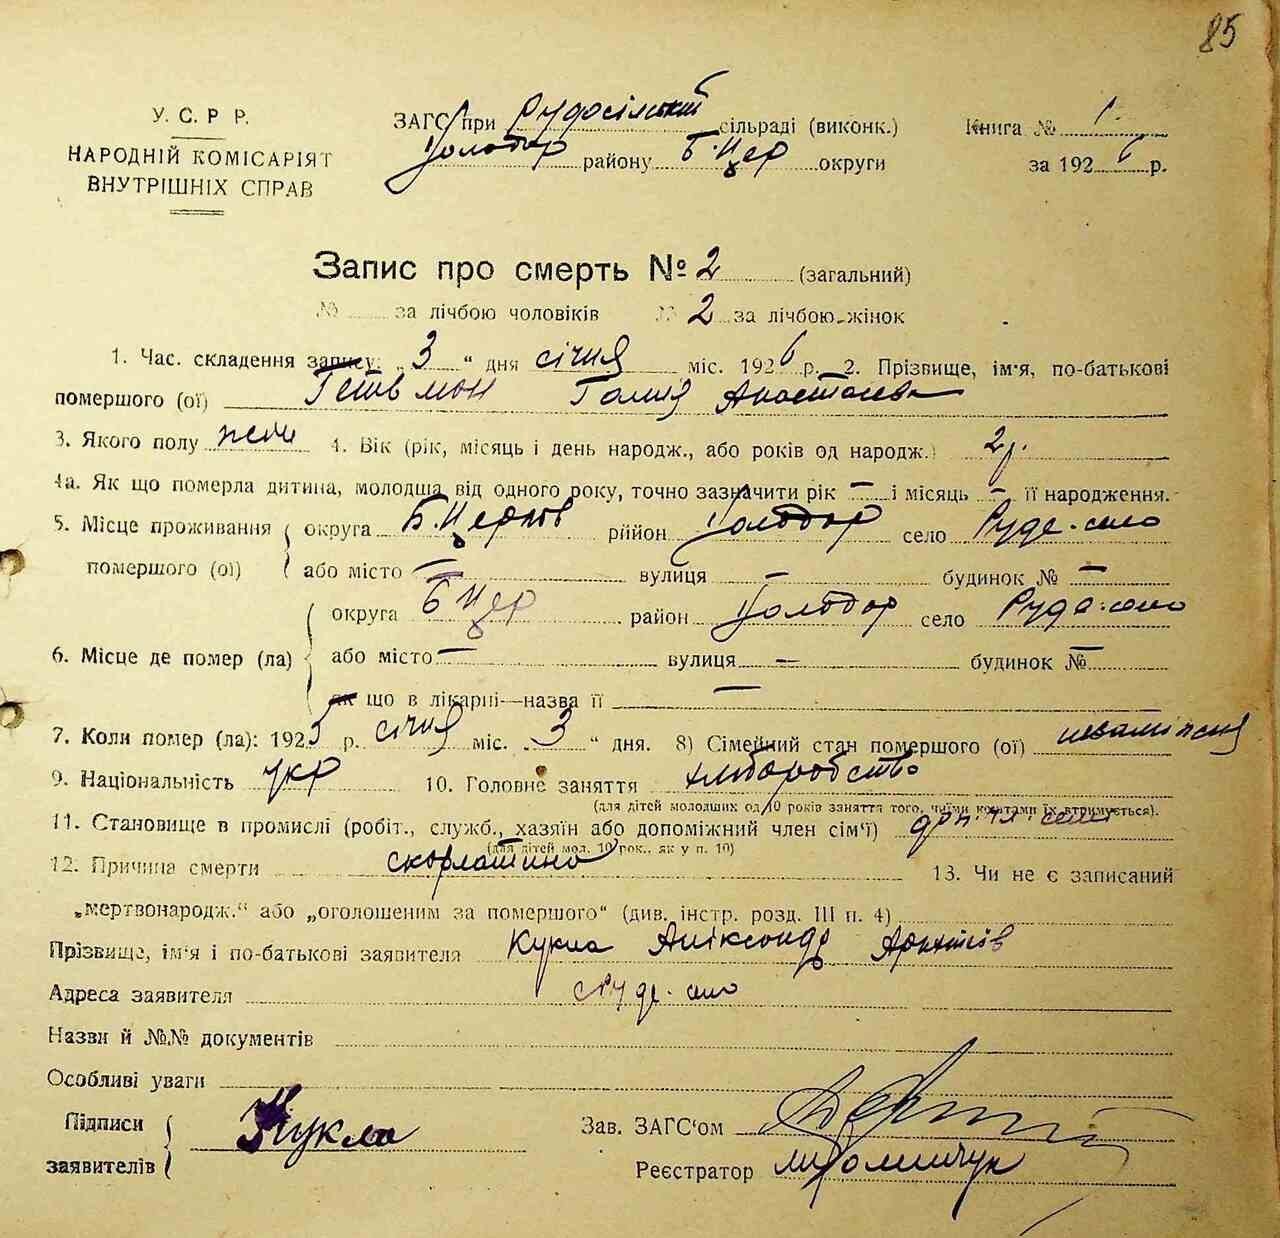 85
У. С. Р Р.
НАРОДНІЙ КОМІСАРІЯТ
ВНУТРІШНІХ СПРАВ
ЗАГС при Рудосільський сільраді (виконк.)
Володар району Б-Цер округи
Книга № 1.
за 1926 р.
Запис про смерть № 2 (загальний)
№ за лічбою чоловіків № 2 за лічбою жінок
1. Час. складення запису: „ 3 “ дня січня міс. 1926 р. 2. Прізвище, ім'я, по-батькові
помершого (ої) Гетьман Галия
3. Якого полу жен 4. Вік (рік, місяць і день народж., або років од народж.) 2 р.
4а. Як що померла дитина, молодша від одного року, точно зазначити рік — і місяць — її народження.
5. Місце проживання помершого (ої) округа Б.Церков рийон Володар село Руде-село
або місто — вулиця — будинок № —
6. Місце де помер (ла) округа Б Цер район Володар село Руде-село
або місто — вулиця — будинок № —
як що в лікарні—назва її —
7. Коли помер (ла): 1925 р. січня міс. „ 3 “ дня. 8) Сімейний стан помершого (ої)
9. Національність укр 10. Головне заняття хліборобство
(для дітей молодших од 10 років заняття того, чиїми коштами їх втримується).
11. Становище в промислі (робіт., служб., хазяїн або допоміжний член сім'ї)
(для дітей мол. 10 рок., як у п. 10)
12. Причина смерти скорлатина 13. Чи не є записаний
„мертвонародж.“ або „оголошеним за помершого“ (див. інстр. розд. III п. 4)
Прізвище, ім'я і по-батькові заявителя Кукла Аліксандр
Адреса заявителя Руде-село
Назви й №№ документів
Особливі уваги
Підписи заявителів Кукла
Зав. ЗАГС'ом
Реєстратор